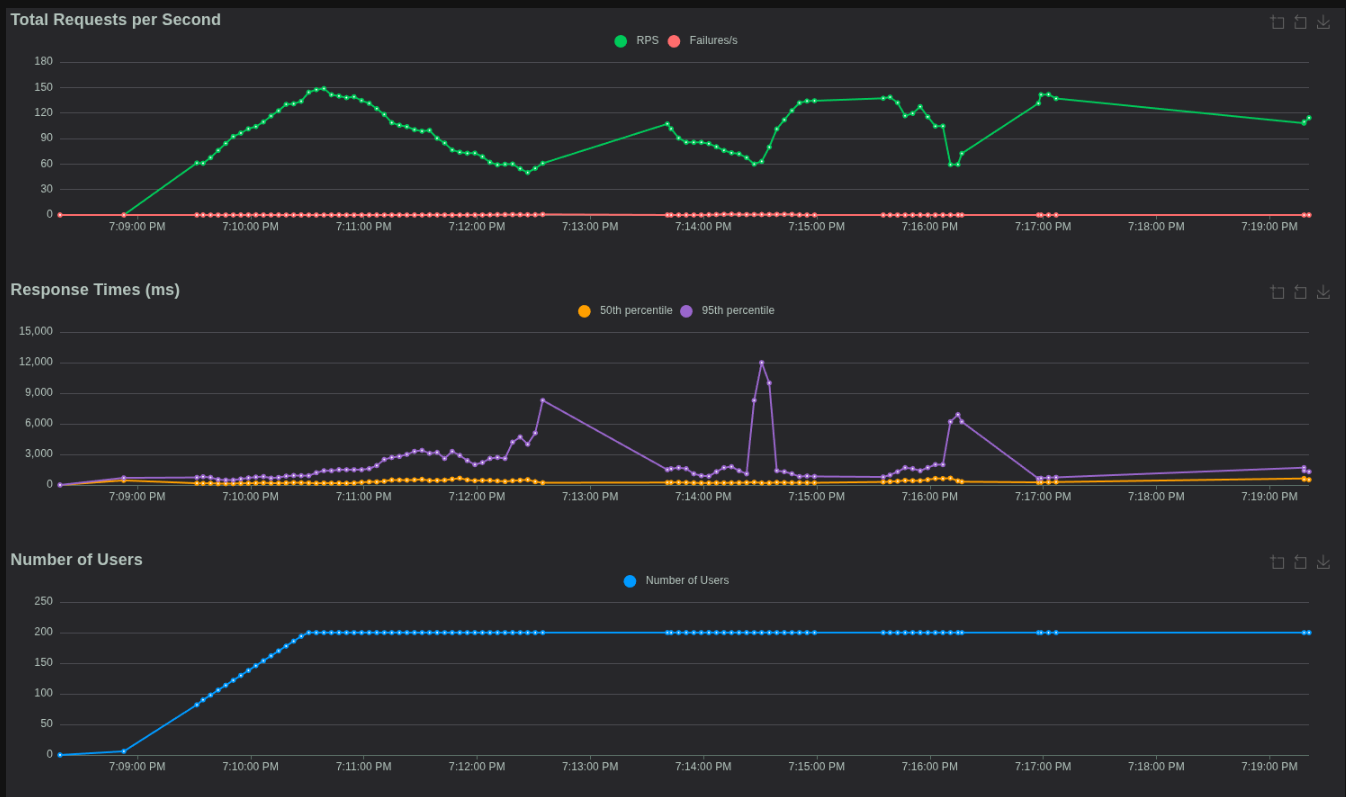 Total Requests per Second
RPS Failures/s
180
150
120
90
60
30
0
7:09:00 PM 7:10:00 PM 7:11:00 PM 7:12:00 PM 7:13:00 PM 7:14:00 PM 7:15:00 PM 7:16:00 PM 7:17:00 PM 7:18:00 PM 7:19:00 PM
Response Times (ms)
50th percentile 95th percentile
15,000
12,000
9,000
6,000
3,000
0
7:09:00 PM 7:10:00 PM 7:11:00 PM 7:12:00 PM 7:13:00 PM 7:14:00 PM 7:15:00 PM 7:16:00 PM 7:17:00 PM 7:18:00 PM 7:19:00 PM
Number of Users
Number of Users
250
200
150
100
50
0
7:09:00 PM 7:10:00 PM 7:11:00 PM 7:12:00 PM 7:13:00 PM 7:14:00 PM 7:15:00 PM 7:16:00 PM 7:17:00 PM 7:18:00 PM 7:19:00 PM